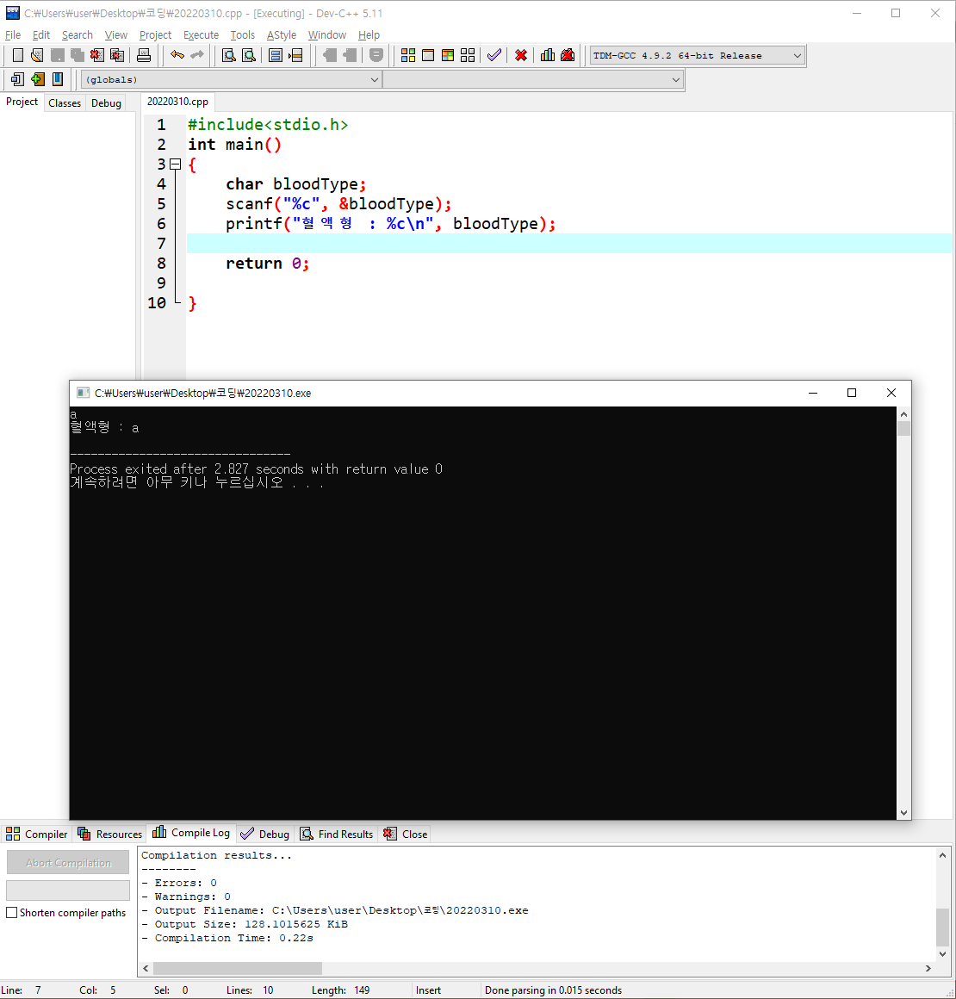 C:￦Users￦user￦Desktop￦코딩￦20220310.cpp - [Executing] - Dev-C++ 5.11
File Edit Search View Project Execute Tools AStyle Window Help
TDM-GCC 4.9.2 64-bit Release
(globals)
Project Classes Debug
20220310.cpp
1 #include<stdio.h>
2 int main()
3 {
4 char bloodType;
5 scanf("%c", &bloodType);
6 printf("혈액형 : %c\n", bloodType);
7
8 return 0;
9
10 }
C:￦Users￦user￦Desktop￦코딩￦20220310.exe
a
혈액형 : a
--------------------------------
Process exited after 2.827 seconds with return value 0
계속하려면 아무 키나 누르십시오 . . .
Compiler Resources Compile Log Debug Find Results Close
Abort Compilation
Shorten compiler paths
Compilation results...
--------
- Errors: 0
- Warnings: 0
- Output Filename: C:\Users\user\Desktop\코딩\20220310.exe
- Output Size: 128.1015625 KiB
- Compilation Time: 0.22s
Line: 7 Col: 5 Sel: 0 Lines: 10 Length: 149 Insert Done parsing in 0.015 seconds